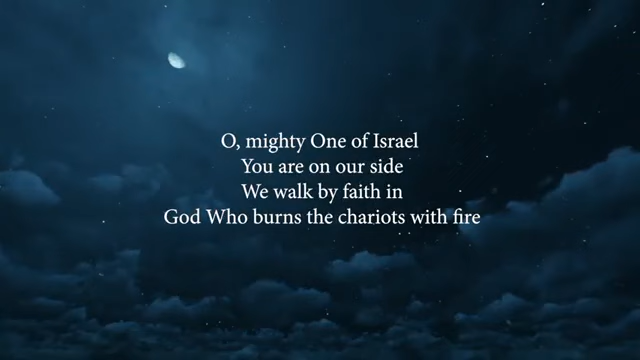 O, mighty One of Israel
You are on our side
We walk by faith in
God Who burns the chariots with fire